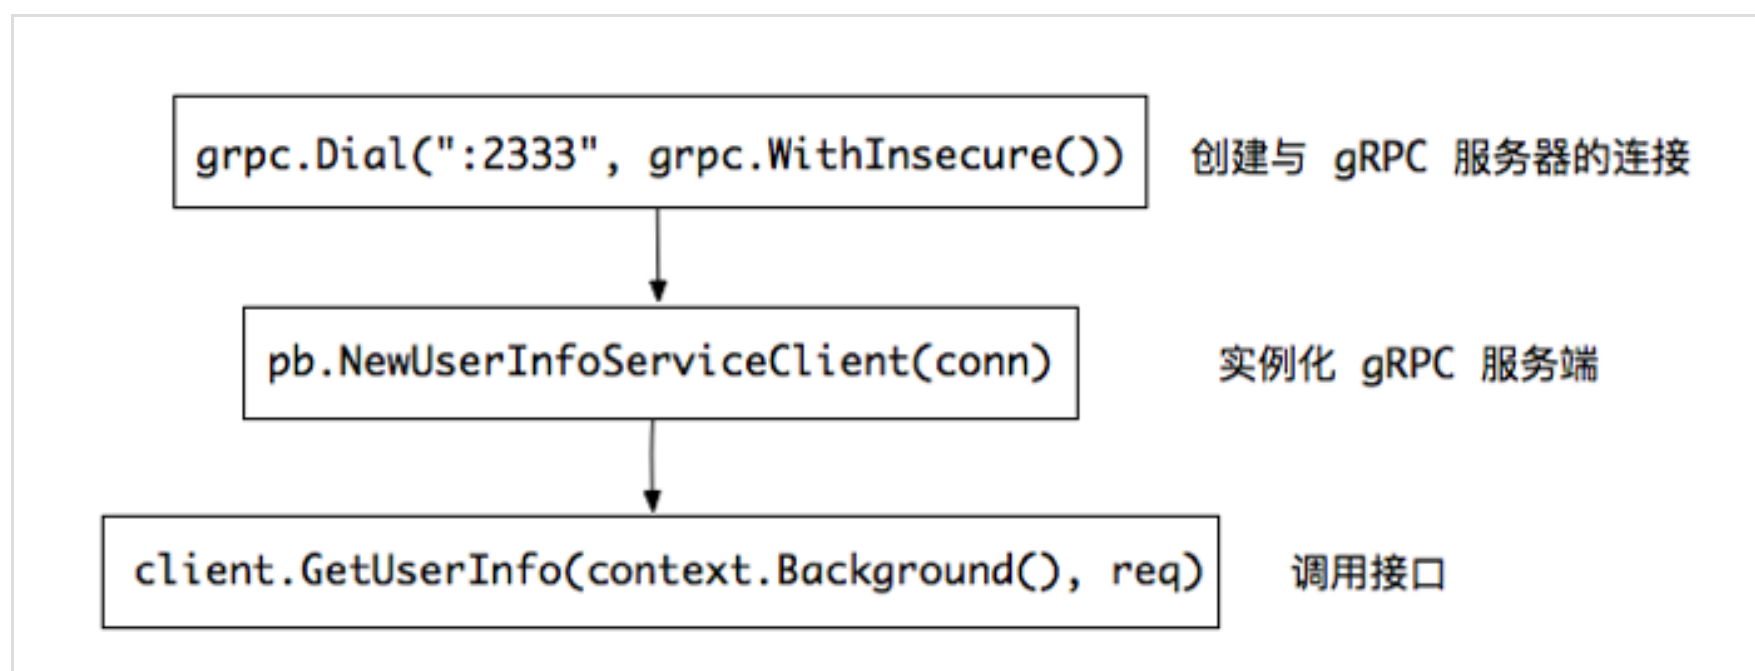 grpc.Dial(":2333", grpc.WithInsecure()) 创建与 gRPC 服务器的连接
pb.NewUserInfoServiceClient(conn) 实例化 gRPC 服务端
client.GetUserInfo(context.Background(), req) 调用接口